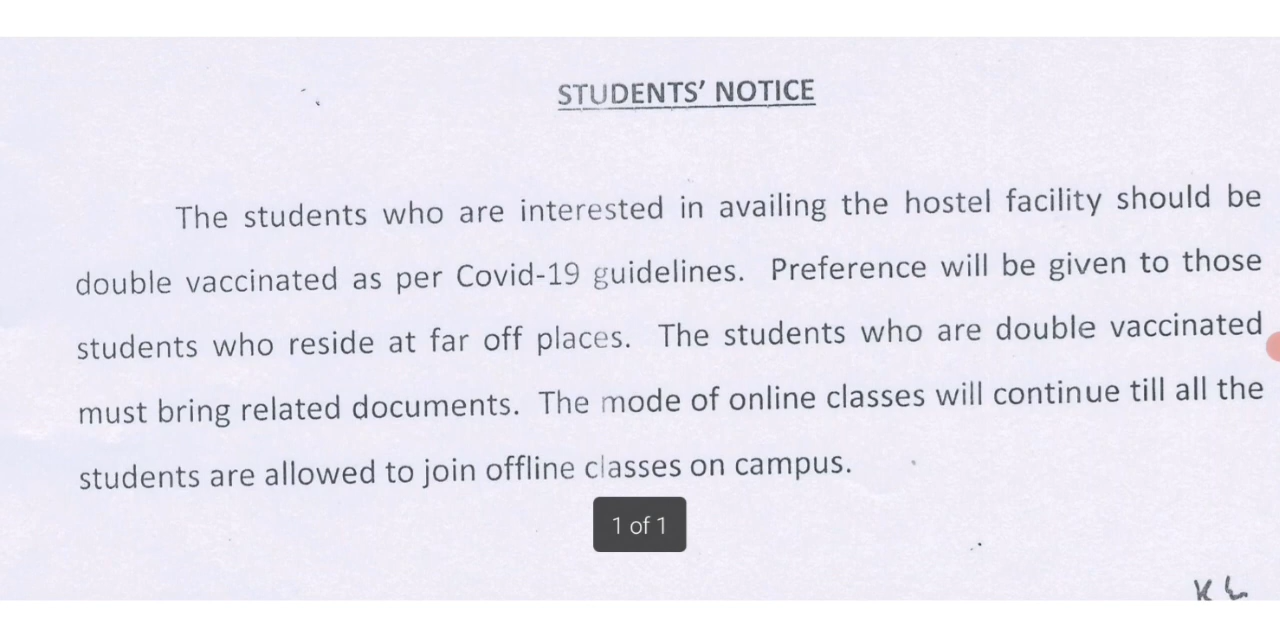 STUDENTS’ NOTICE
The students who are interested in availing the hostel facility should be
double vaccinated as per Covid-19 guidelines. Preference will be given to those
students who reside at far off places. The students who are double vaccinated
must bring related documents. The mode of online classes will continue till all the
students are allowed to join offline classes on campus.
1 of 1